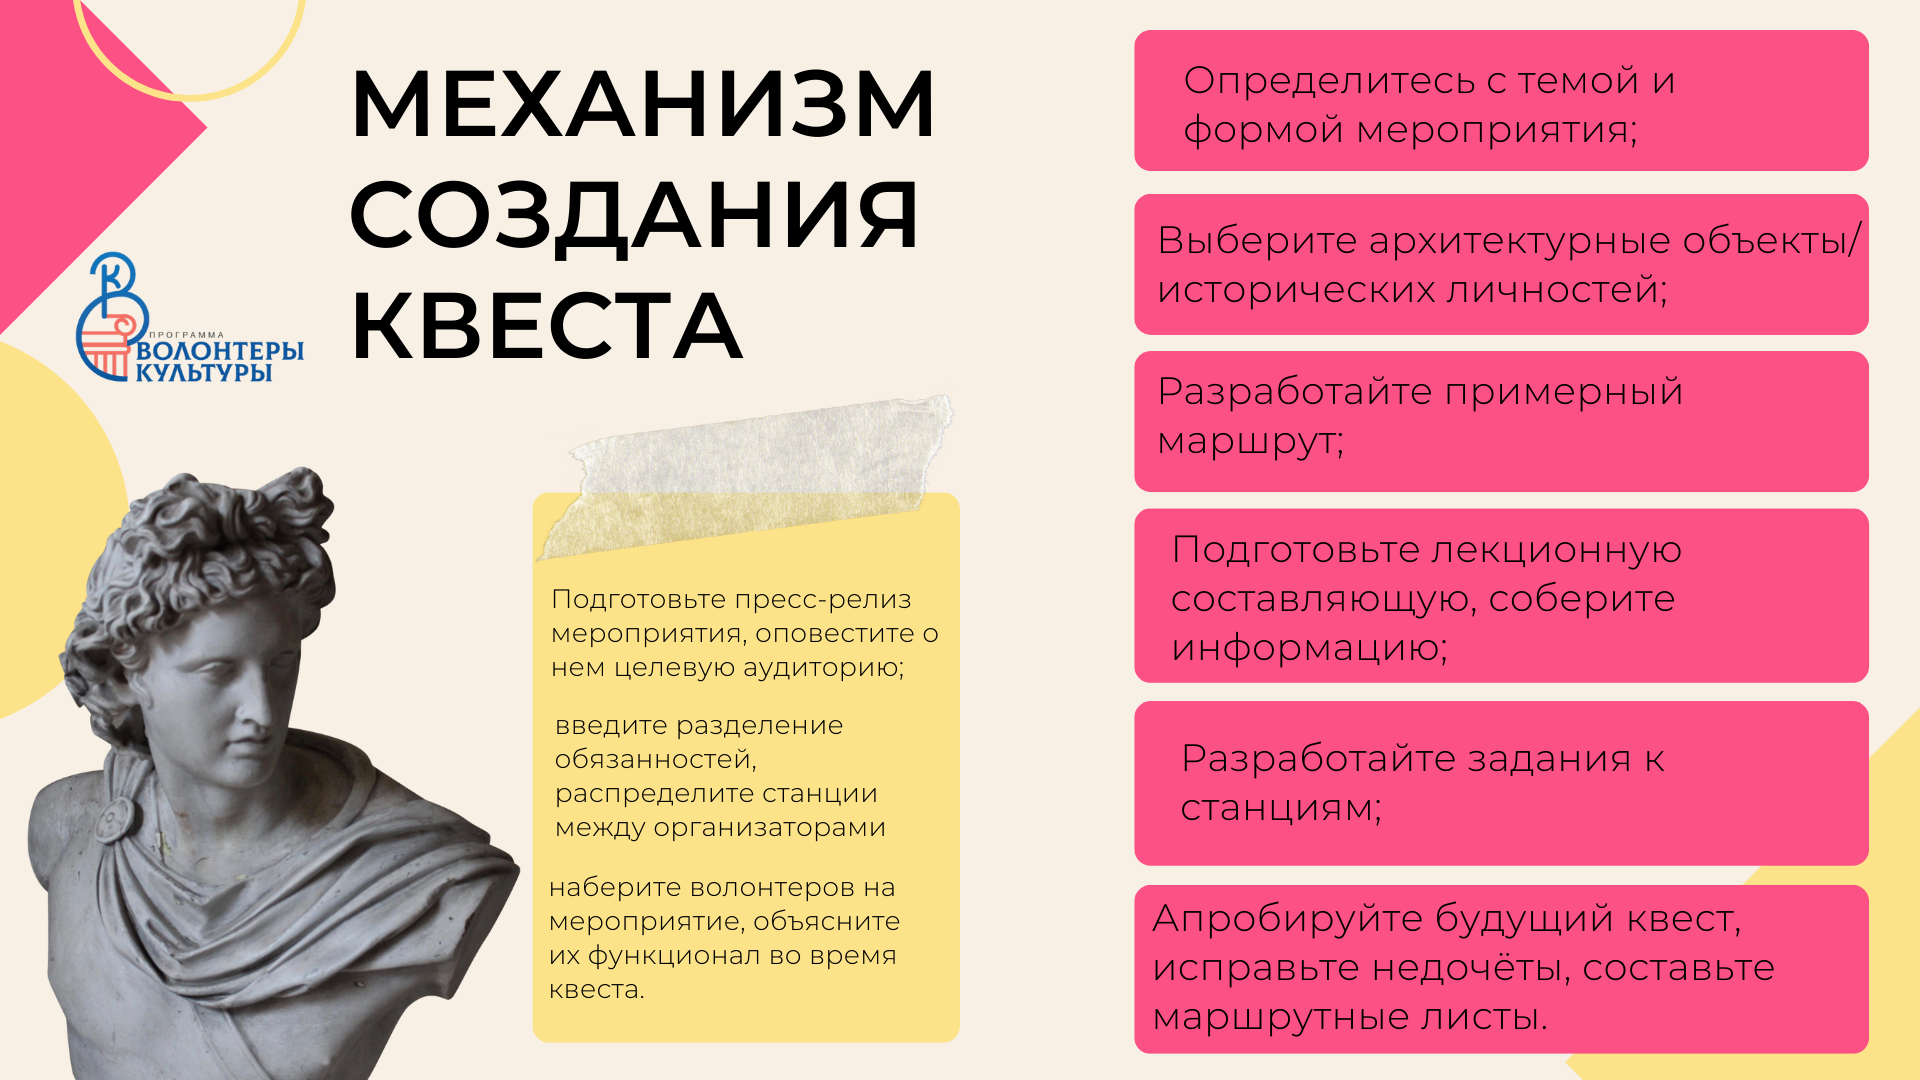 МЕХАНИЗМ
СОЗДАНИЯ
КВЕСТА
ПРОГРАММА
ВОЛОНТЕРЫ
КУЛЬТУРЫ
Подготовьте пресс-релиз
мероприятия, оповестите о
нем целевую аудиторию;
введите разделение
обязанностей,
распределите станции
между организаторами
наберите волонтеров на
мероприятие, объясните
их функционал во время
квеста.
Определитесь с темой и
формой мероприятия;
Выберите архитектурные объекты/
исторических личностей;
Разработайте примерный
маршрут;
Подготовьте лекционную
составляющую, соберите
информацию;
Разработайте задания к
станциям;
Апробируйте будущий квест,
исправьте недочёты, составьте
маршрутные листы.